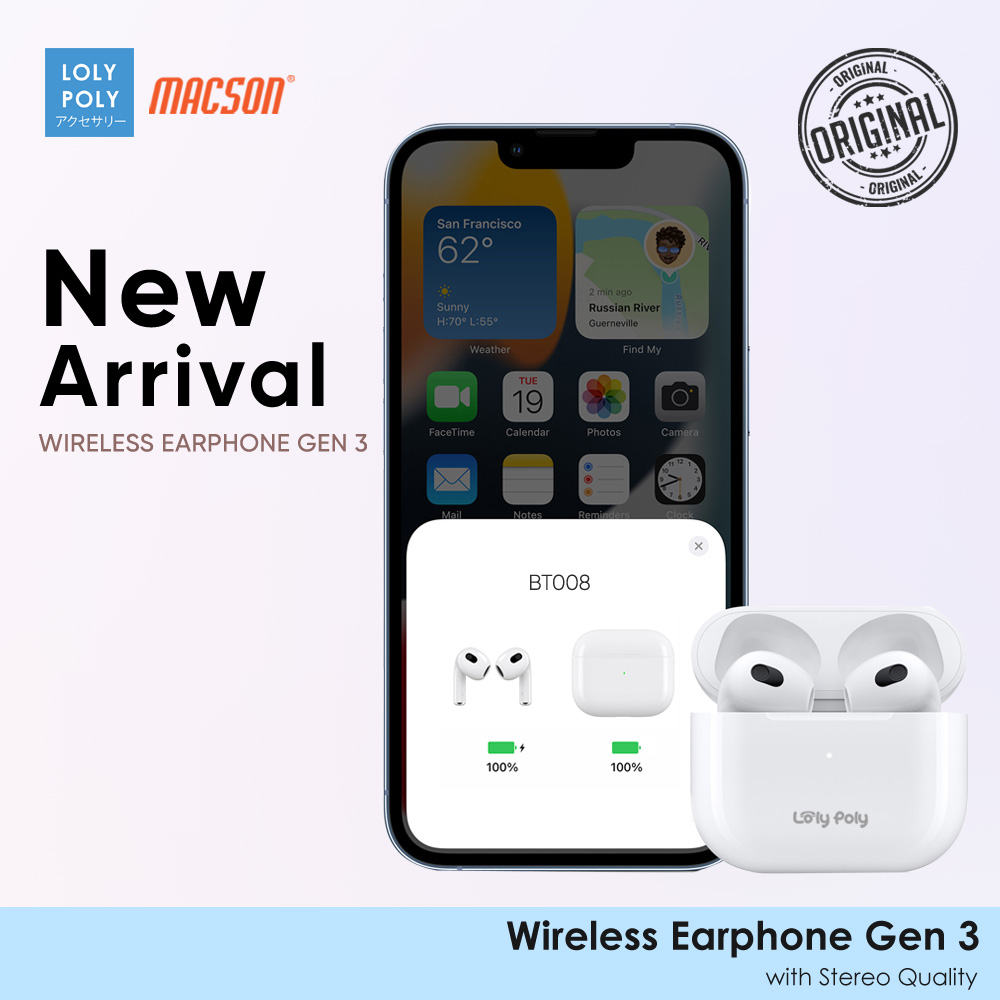 LOLY
POLY
アクセサリー
MACSON®
- ORIGINAL -
ORIGINAL
- ORIGINAL -
New
Arrival
WIRELESS EARPHONE GEN 3
San Francisco
62°
Sunny
H:70° L:55°
Weather
RIV
Russian R
2 min ago
Russian River
Guerneville
Find My
TUE
19
FaceTime
Calendar
Photos
Camera
Mail
Notes
Reminders
Clock
BT008
100%
100%
Loly Poly
Wireless Earphone Gen 3
with Stereo Quality